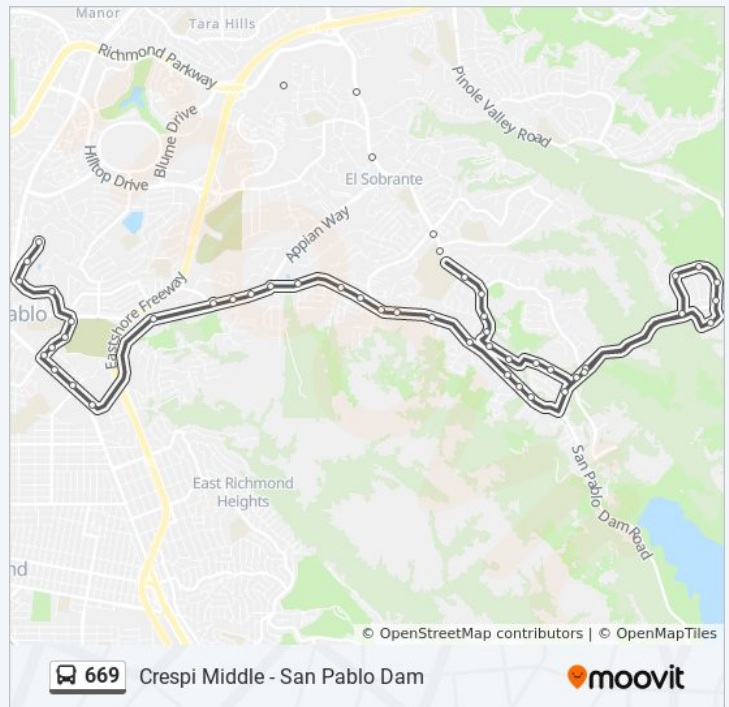 Manor
Tara Hills
Richmond Parkway
Pinole Valley Road
Blume Drive
Hilltop Drive
El Sobrante
Appian Way
ablo
Eastshore Freeway
East Richmond
Heights
San Pablo Dam Road
nd
© OpenStreetMap contributors | © OpenMapTiles
669 Crespi Middle - San Pablo Dam
moovit